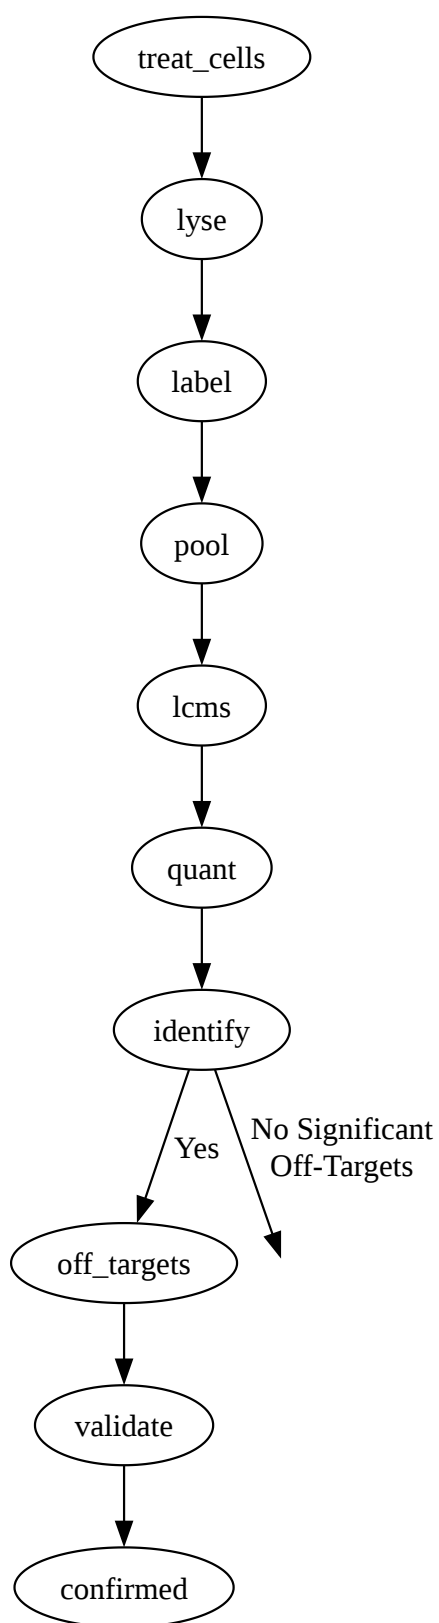 treat_cells
lyse
label
pool
lcms
quant
identify
Yes
No Significant
Off-Targets
off_targets
validate
confirmed